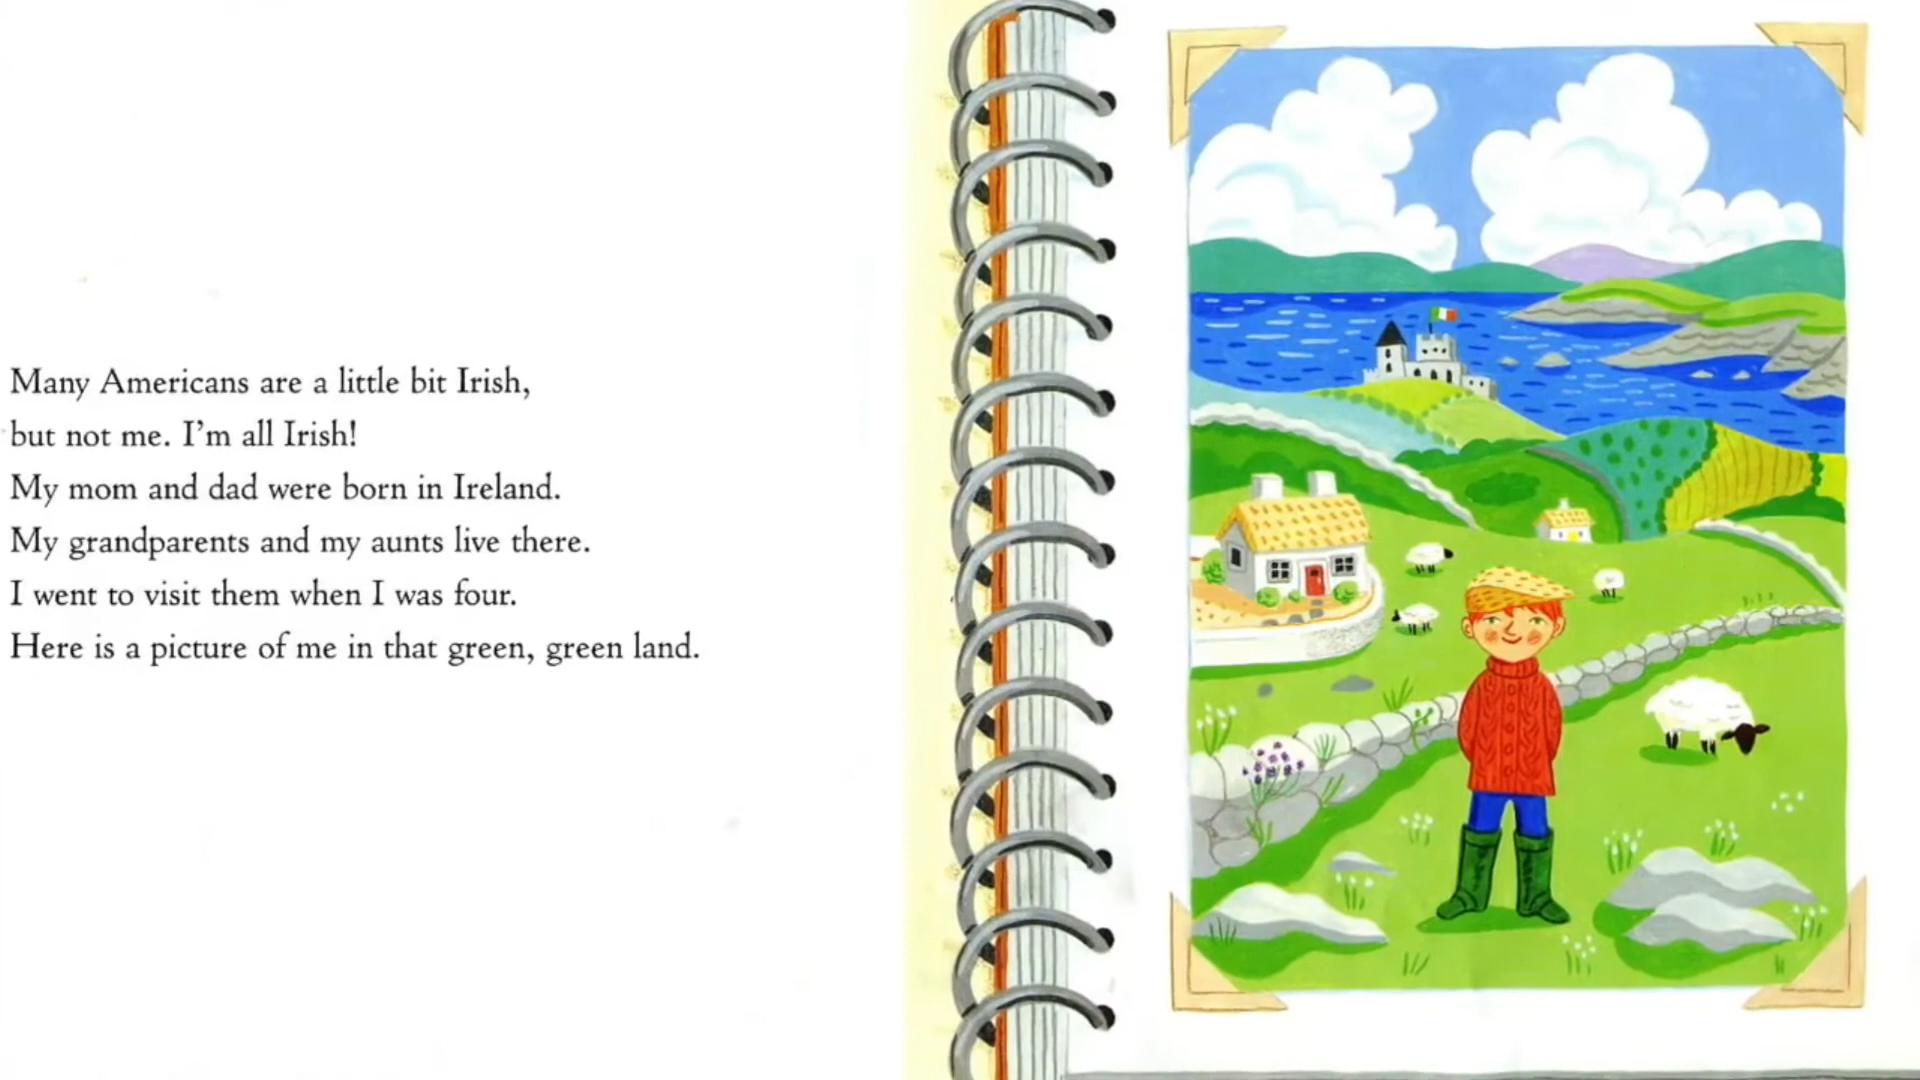 Many Americans are a little bit Irish,
but not me. I'm all Irish!
My mom and dad were born in Ireland.
My grandparents and my aunts live there.
I went to visit them when I was four.
Here is a picture of me in that green, green land.